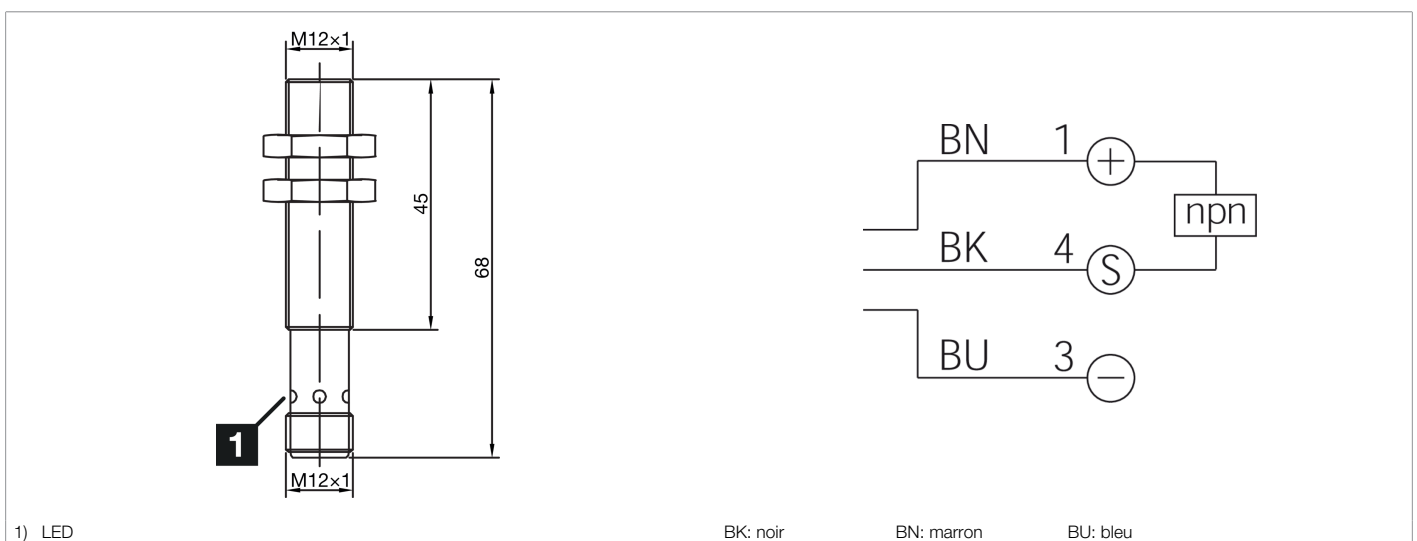 M12×1
45
68
1
M12×1
BN 1 +
npn
BK 4 S
BU 3 −
1) LED
BK: noir BN: marron BU: bleu